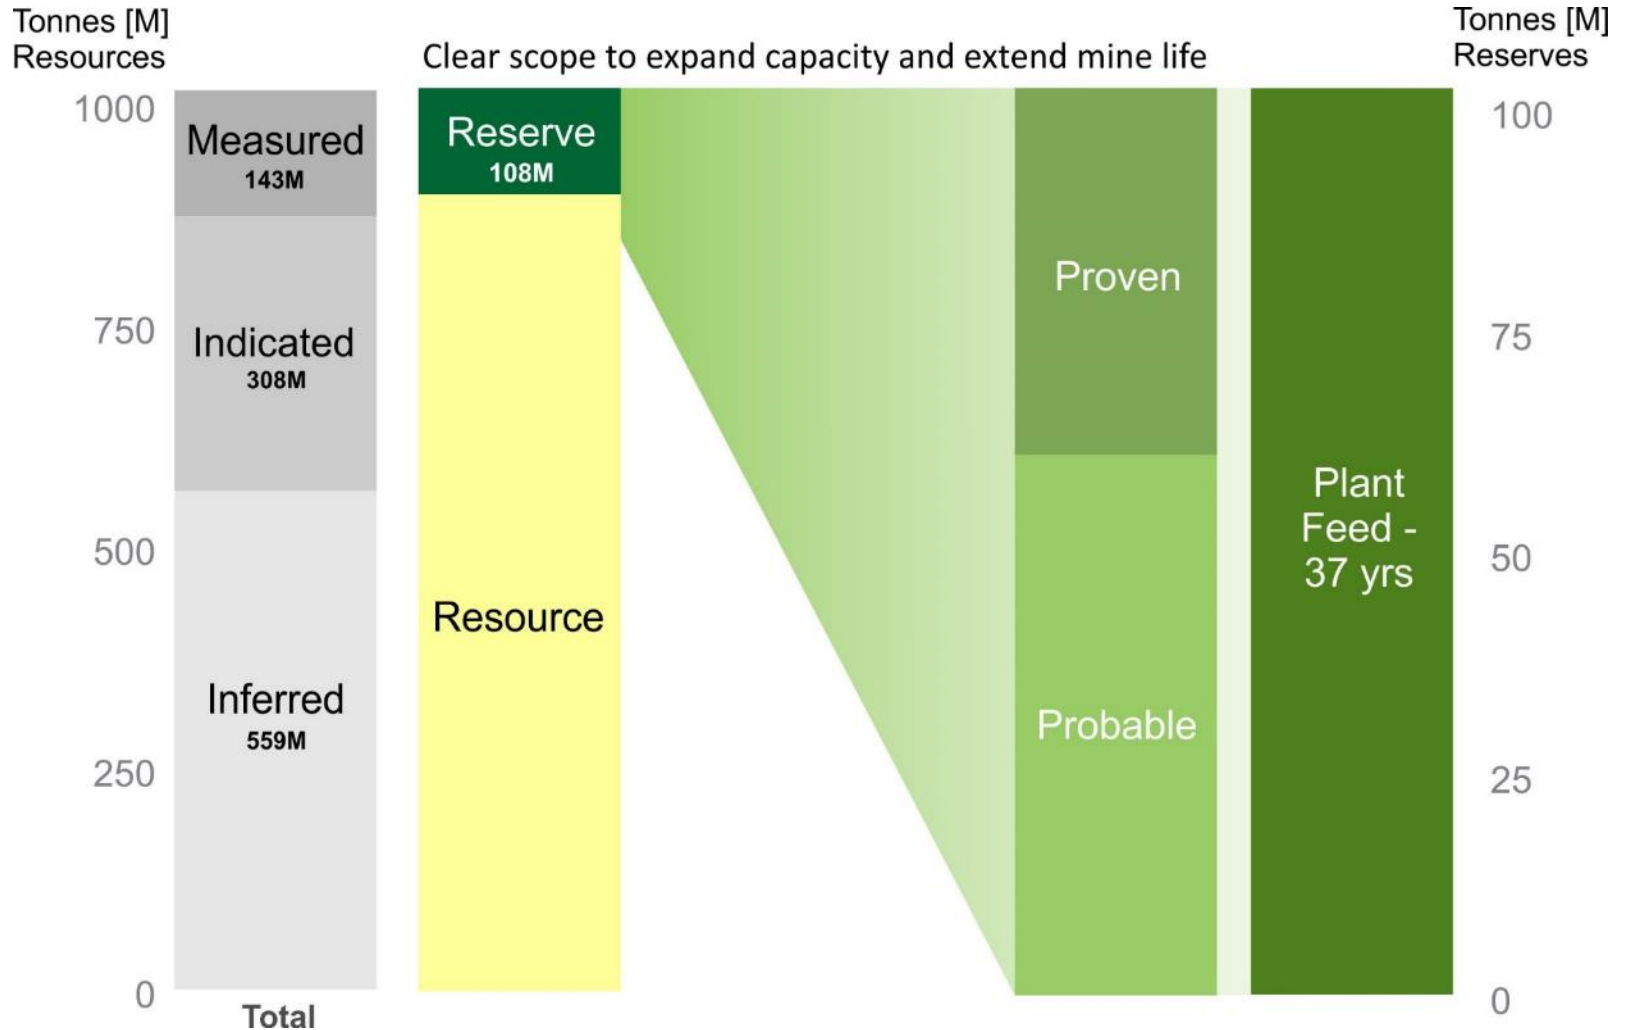 Tonnes [M]
Resources
Clear scope to expand capacity and extend mine life
Tonnes [M]
Reserves
1000
750
500
250
0
Measured
143M
Indicated
308M
Inferred
559M
Total
Reserve
108M
Resource
Proven
Probable
Plant
Feed -
37 yrs
100
75
50
25
0